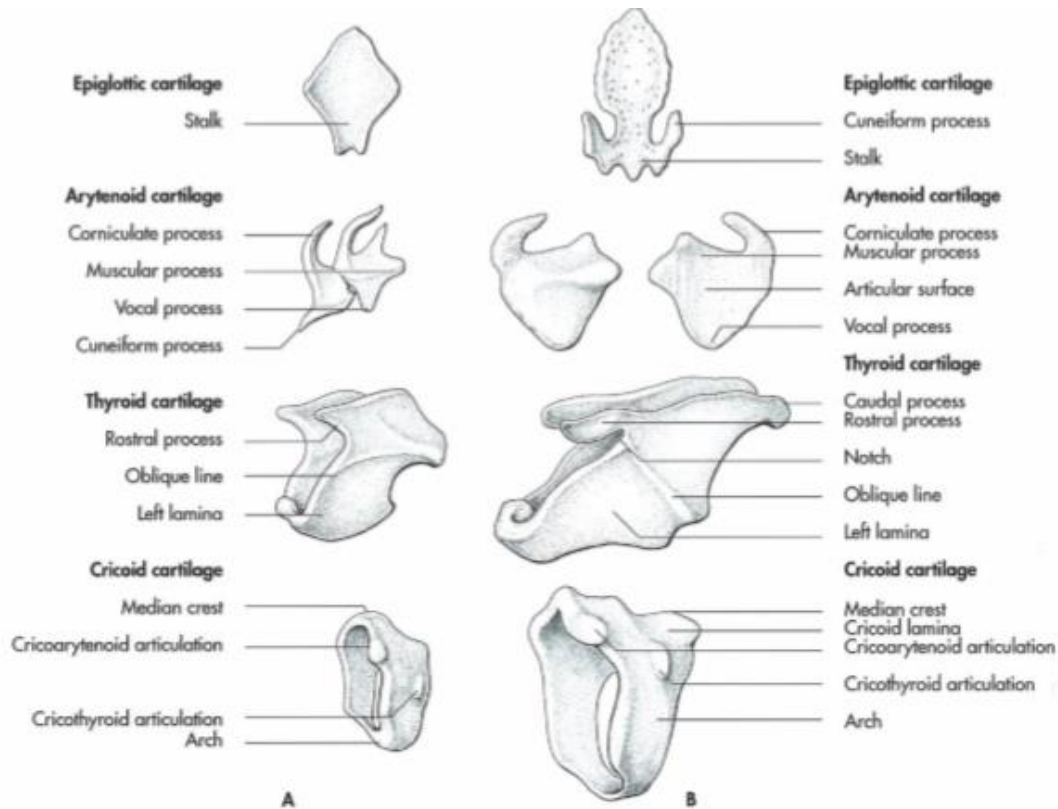 Epiglottic cartilage
Stalk
Arytenoid cartilage
Corniculate process
Muscular process
Vocal process
Cuneiform process
Thyroid cartilage
Rostral process
Oblique line
Left lamina
Cricoid cartilage
Median crest
Cricoarytenoid articulation
Cricothyroid articulation
Arch
A
Epiglottic cartilage
Cuneiform process
Stalk
Arytenoid cartilage
Corniculate process
Muscular process
Articular surface
Vocal process
Thyroid cartilage
Caudal process
Rostral process
Notch
Oblique line
Left lamina
Cricoid cartilage
Median crest
Cricoid lamina
Cricoarytenoid articulation
Cricothyroid articulation
Arch
B